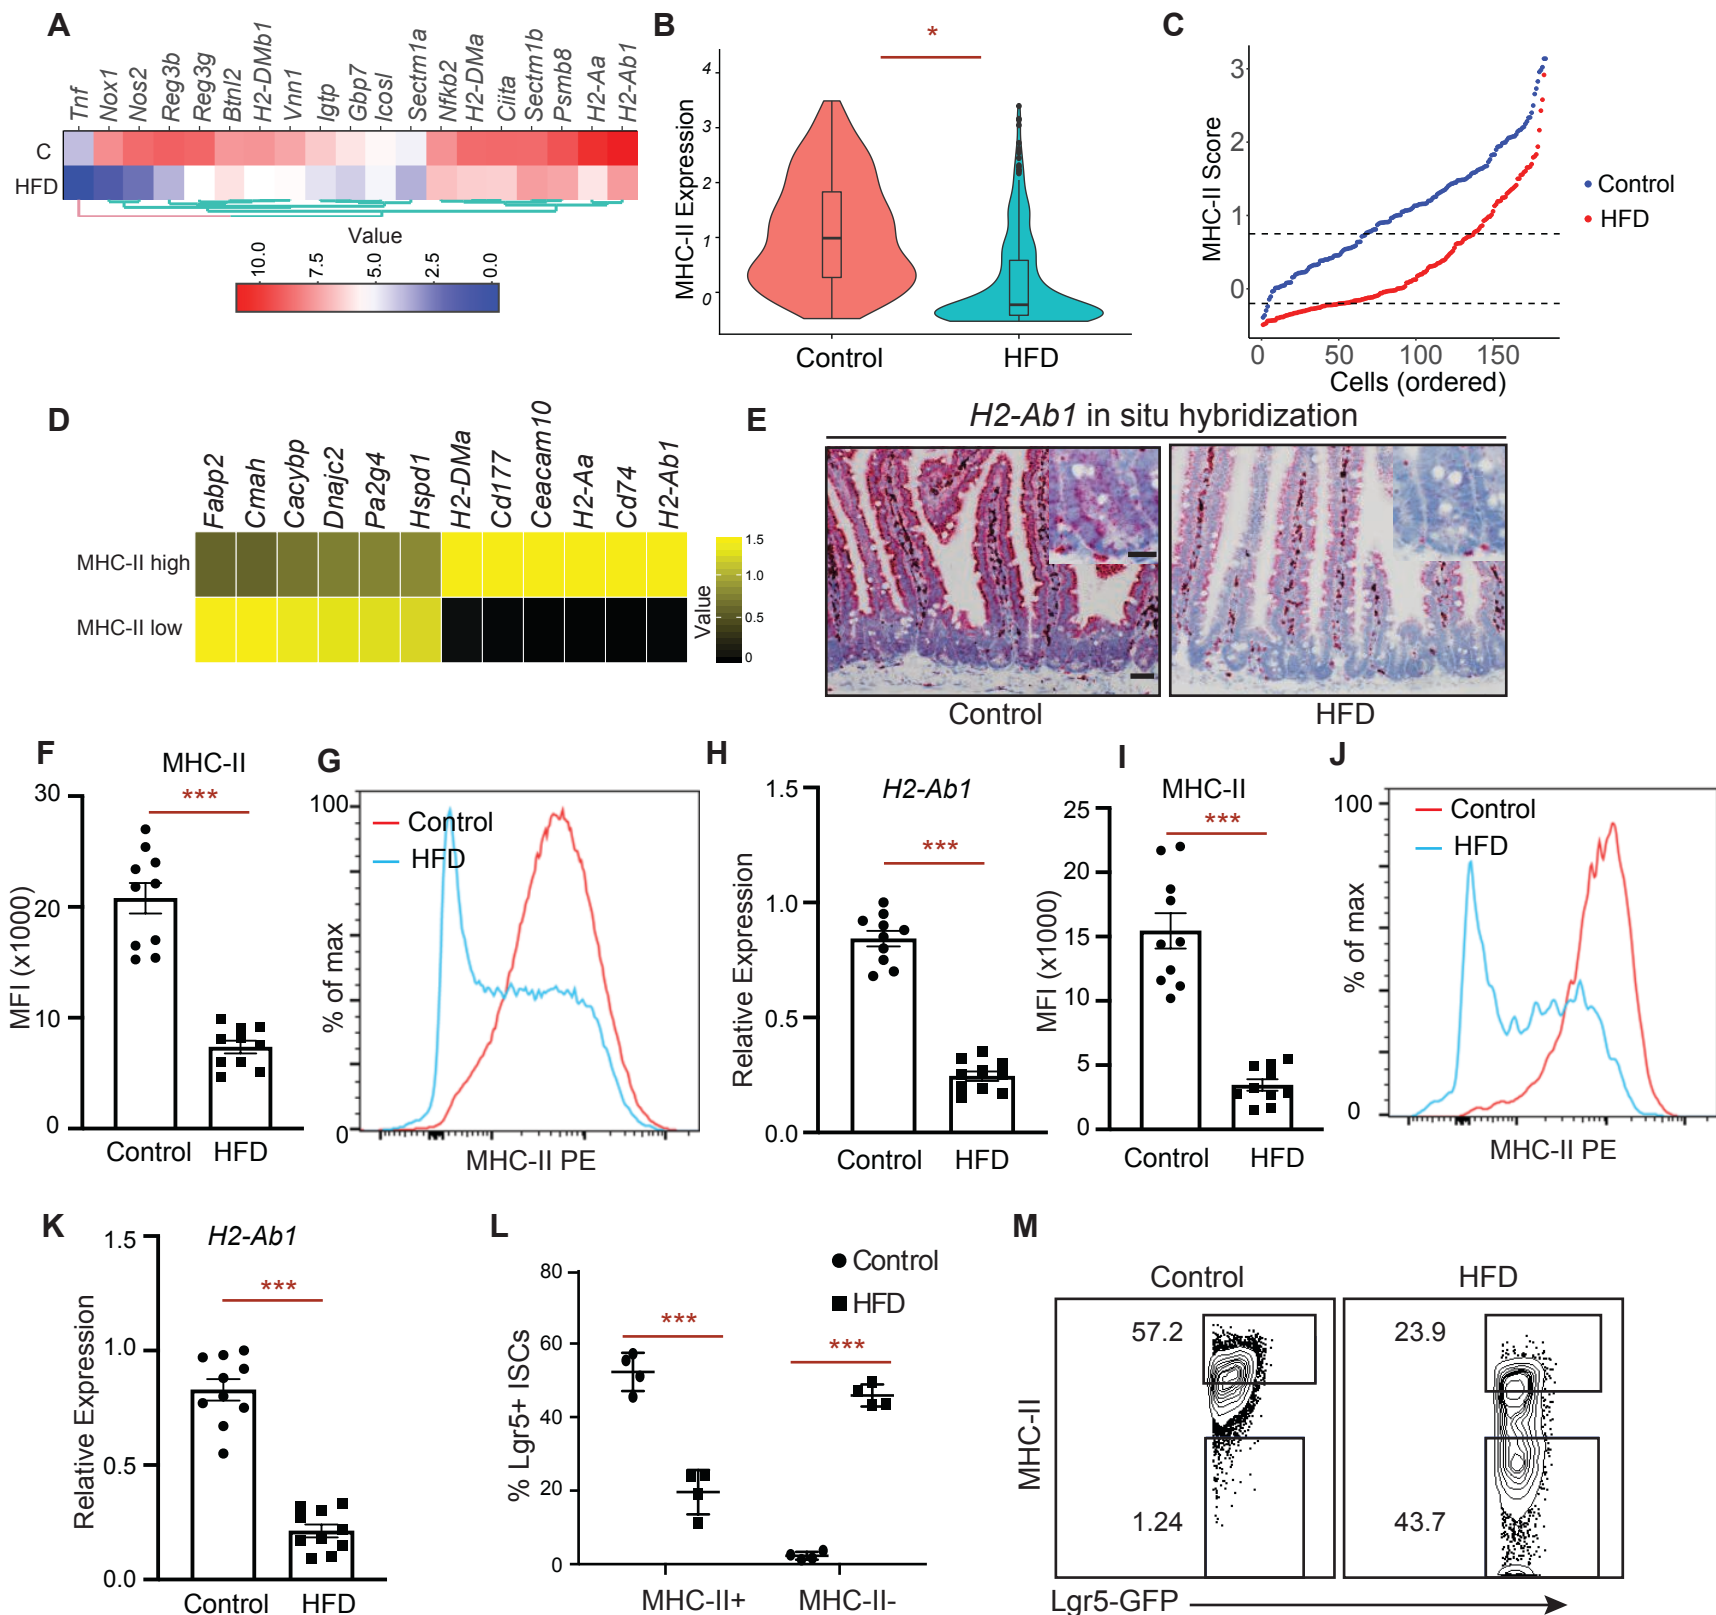 A
Tnf Nox1 Nos2 Reg3b Reg3g Btnl2 H2-DMb1 Vnn1 Igtp Gbp7 Icosl Sectm1a Nfkb2 H2-DMa Ciita Sectm1b Psmb8 H2-Aa H2-Ab1
C
HFD
Value
10.0 7.5 5.0 2.5 0.0
B
*
MHC-II Expression
4
3
2
1
0
Control HFD
C
MHC-II Score
3
2
1
0
0 50 100 150
Cells (ordered)
Control
HFD
D
Fabp2 Cmah Cacybp Dnajc2 Pa2g4 Hspd1 H2-DMa Cd177 Ceacam10 H2-Aa Cd74 H2-Ab1
MHC-II high
MHC-II low
Value
1.5
1.0
0.5
0
E
H2-Ab1 in situ hybridization
Control HFD
F
MHC-II
***
MFI (x1000)
30
20
10
0
Control HFD
G
% of max
100
0
Control
HFD
MHC-II PE
H
H2-Ab1
***
Relative Expression
1.5
1.0
0.5
0.0
Control HFD
I
MHC-II
***
MFI (x1000)
25
20
15
10
5
0
Control HFD
J
% of max
100
0
Control
HFD
MHC-II PE
K
H2-Ab1
***
Relative Expression
1.5
1.0
0.5
0.0
Control HFD
L
% Lgr5+ ISCs
80
60
40
20
0
Control
HFD
***
***
MHC-II+ MHC-II-
M
Control HFD
MHC-II
57.2
1.24
23.9
43.7
Lgr5-GFP